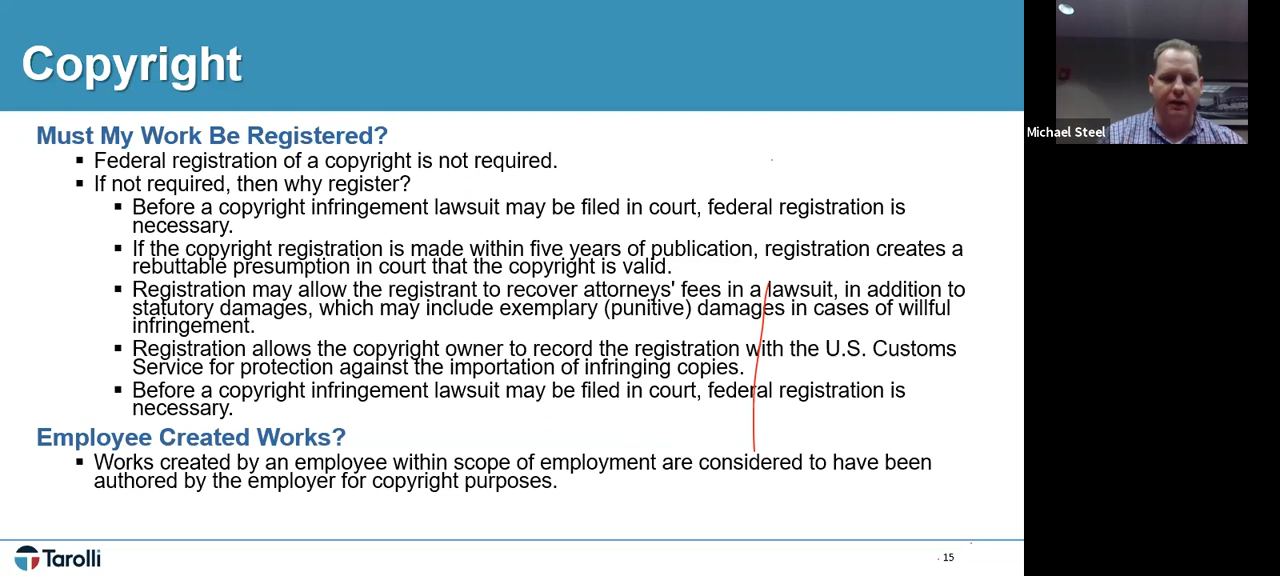 Copyright
Must My Work Be Registered?
▪ Federal registration of a copyright is not required.
▪ If not required, then why register?
▪ Before a copyright infringement lawsuit may be filed in court, federal registration is
necessary.
▪ If the copyright registration is made within five years of publication, registration creates a
rebuttable presumption in court that the copyright is valid.
▪ Registration may allow the registrant to recover attorneys' fees in a lawsuit, in addition to
statutory damages, which may include exemplary (punitive) damages in cases of willful
infringement.
▪ Registration allows the copyright owner to record the registration with the U.S. Customs
Service for protection against the importation of infringing copies.
▪ Before a copyright infringement lawsuit may be filed in court, federal registration is
necessary.
Employee Created Works?
▪ Works created by an employee within scope of employment are considered to have been
authored by the employer for copyright purposes.
Tarolli
15
Michael Steel